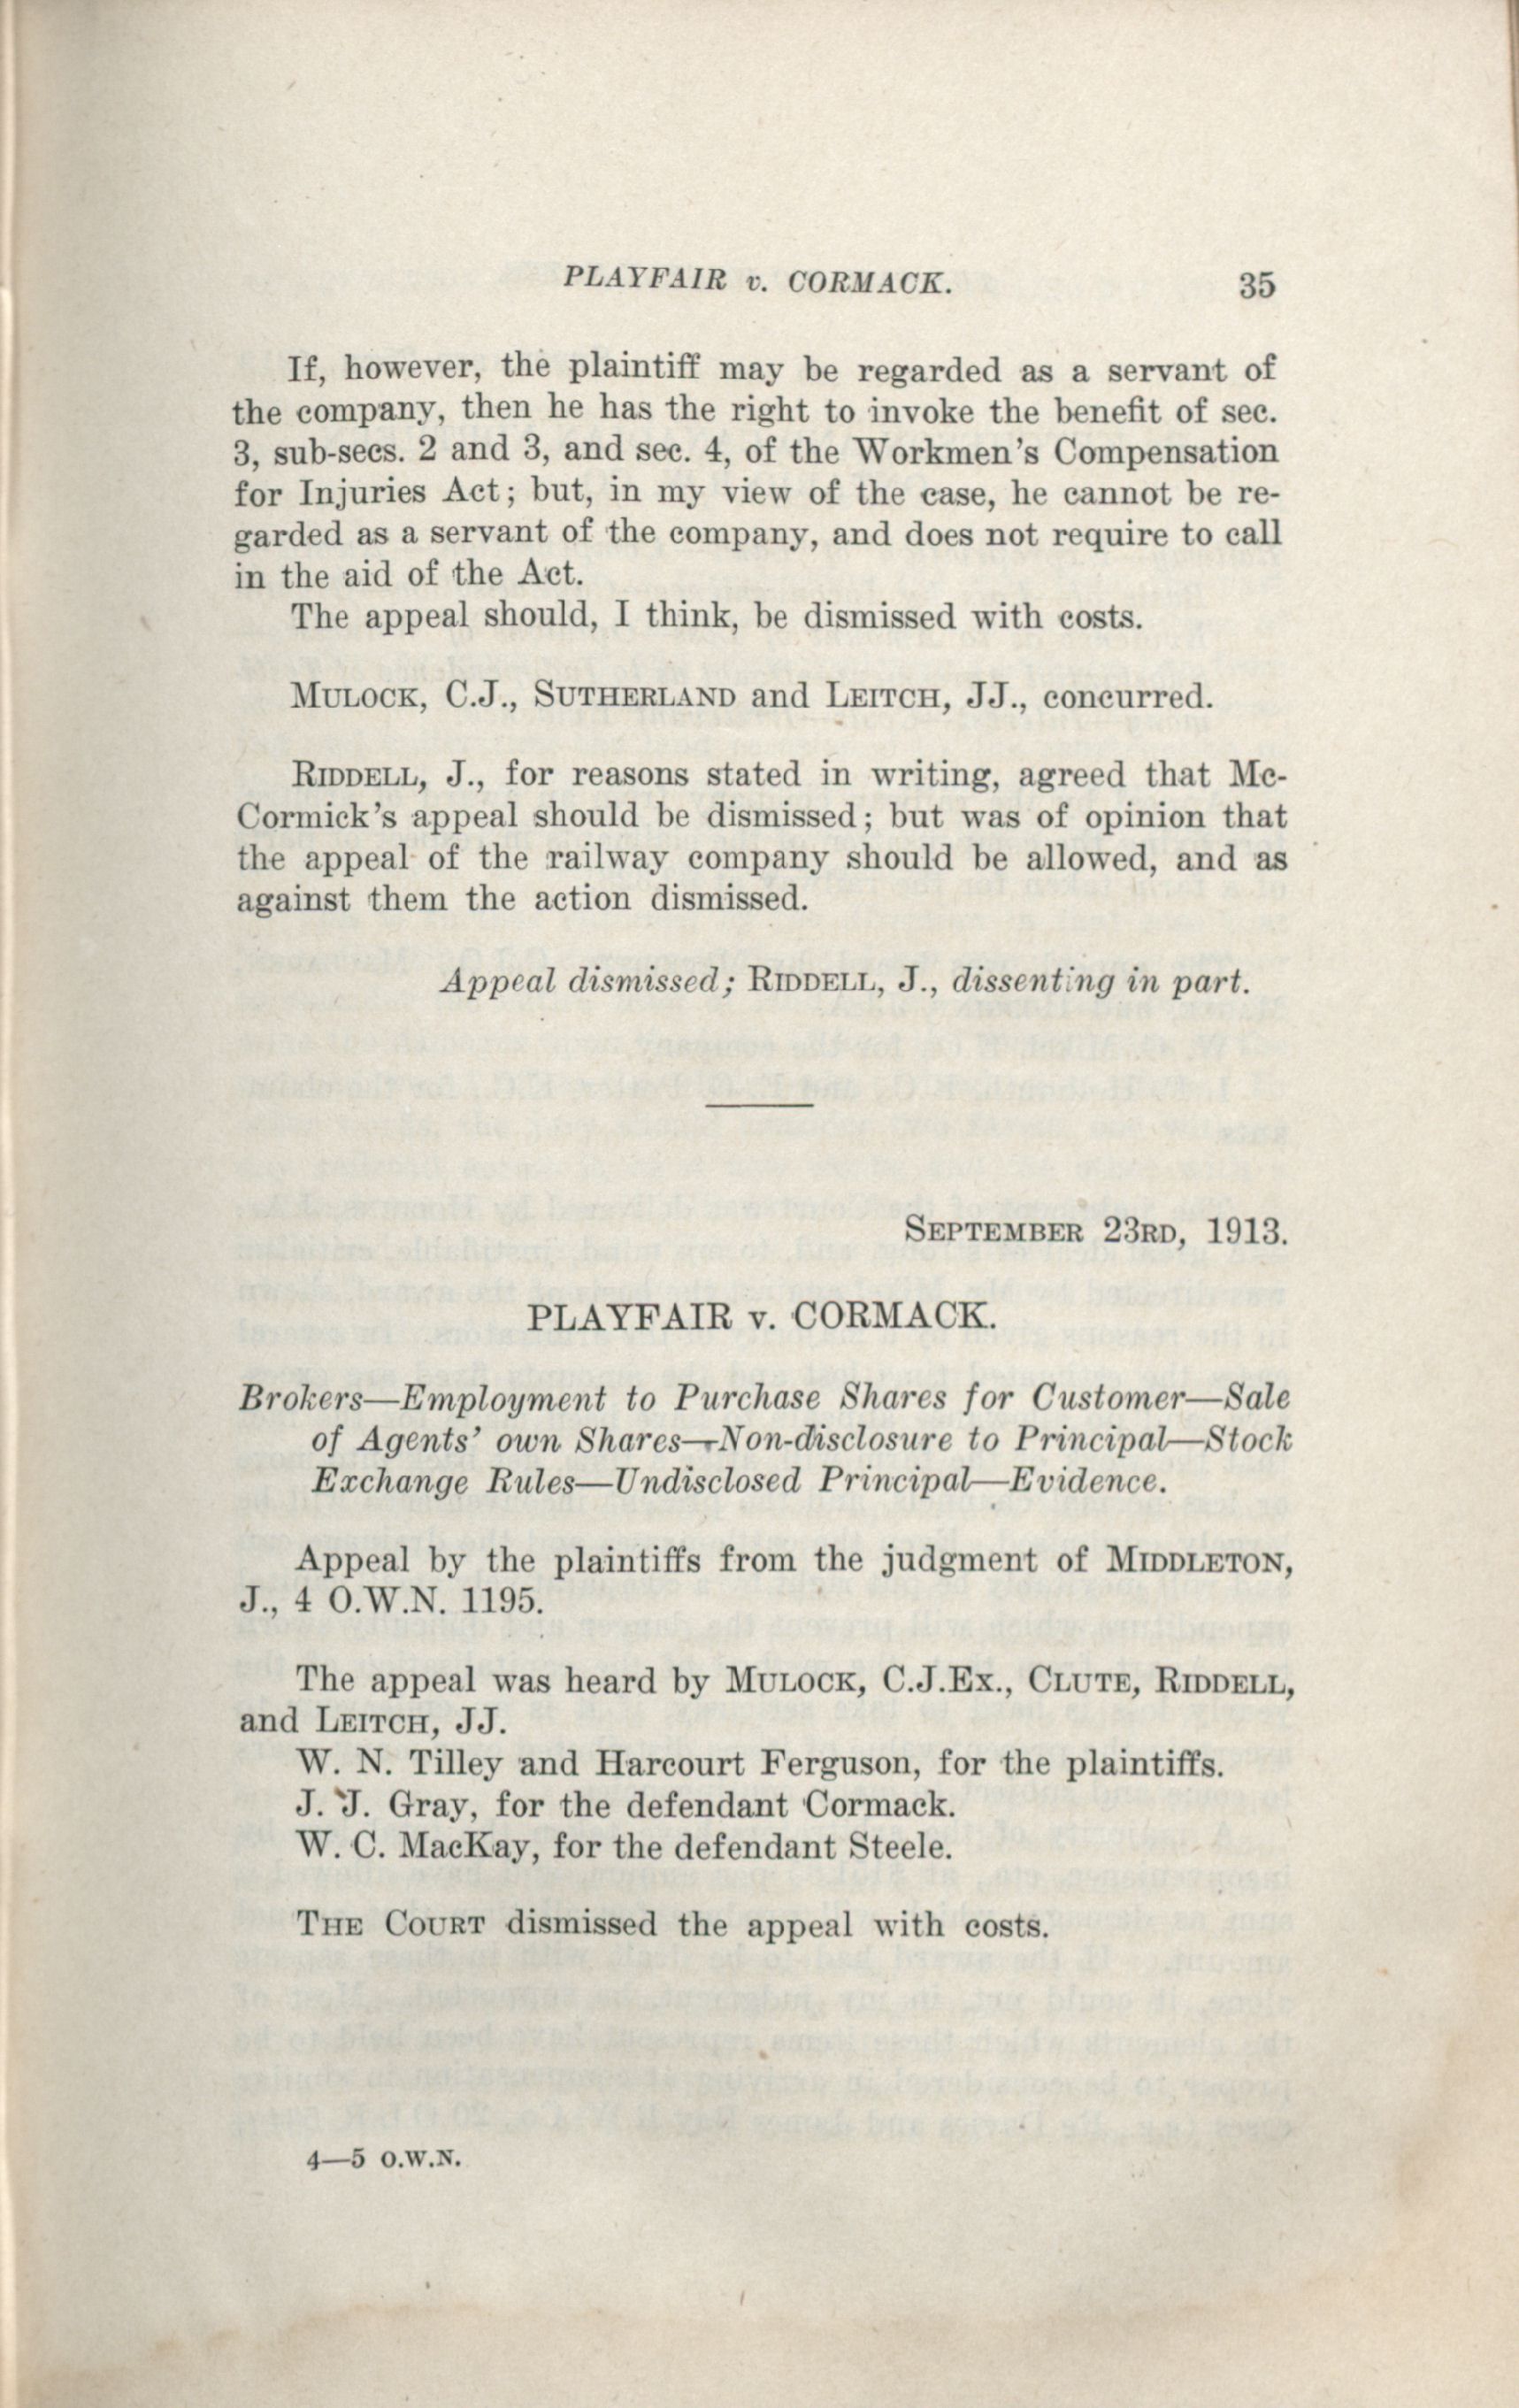 PLAYFAIR v. CORMACK. 35
If, however, the plaintiff may be regarded as a servant of
the company, then he has the right to invoke the benefit of sec.
3, sub-secs. 2 and 3, and sec. 4, of the Workmen's Compensation
for Injuries Act; but, in my view of the case, he cannot be re-
garded as a servant of the company, and does not require to call
in the aid of the Act.
The appeal should, I think, be dismissed with costs.
MULOCK, C.J., SUTHERLAND and LEITCH, JJ., concurred.
RIDDELL, J., for reasons stated in writing, agreed that Mc-
Cormick's appeal should be dismissed; but was of opinion that
the appeal of the railway company should be allowed, and as
against them the action dismissed.
Appeal dismissed; RIDDELL, J., dissenting in part.
SEPTEMBER 23RD, 1913.
PLAYFAIR v. CORMACK.
Brokers—Employment to Purchase Shares for Customer—Sale
of Agents' own Shares—Non-disclosure to Principal—Stock
Exchange Rules—Undisclosed Principal—Evidence.
Appeal by the plaintiffs from the judgment of MIDDLETON,
J., 4 O.W.N. 1195.
The appeal was heard by MULOCK, C.J.Ex., CLUTE, RIDDELL,
and LEITCH, JJ.
W. N. Tilley and Harcourt Ferguson, for the plaintiffs.
J. J. Gray, for the defendant Cormack.
W. C. MacKay, for the defendant Steele.
THE COURT dismissed the appeal with costs.
4—5 O.W.N.